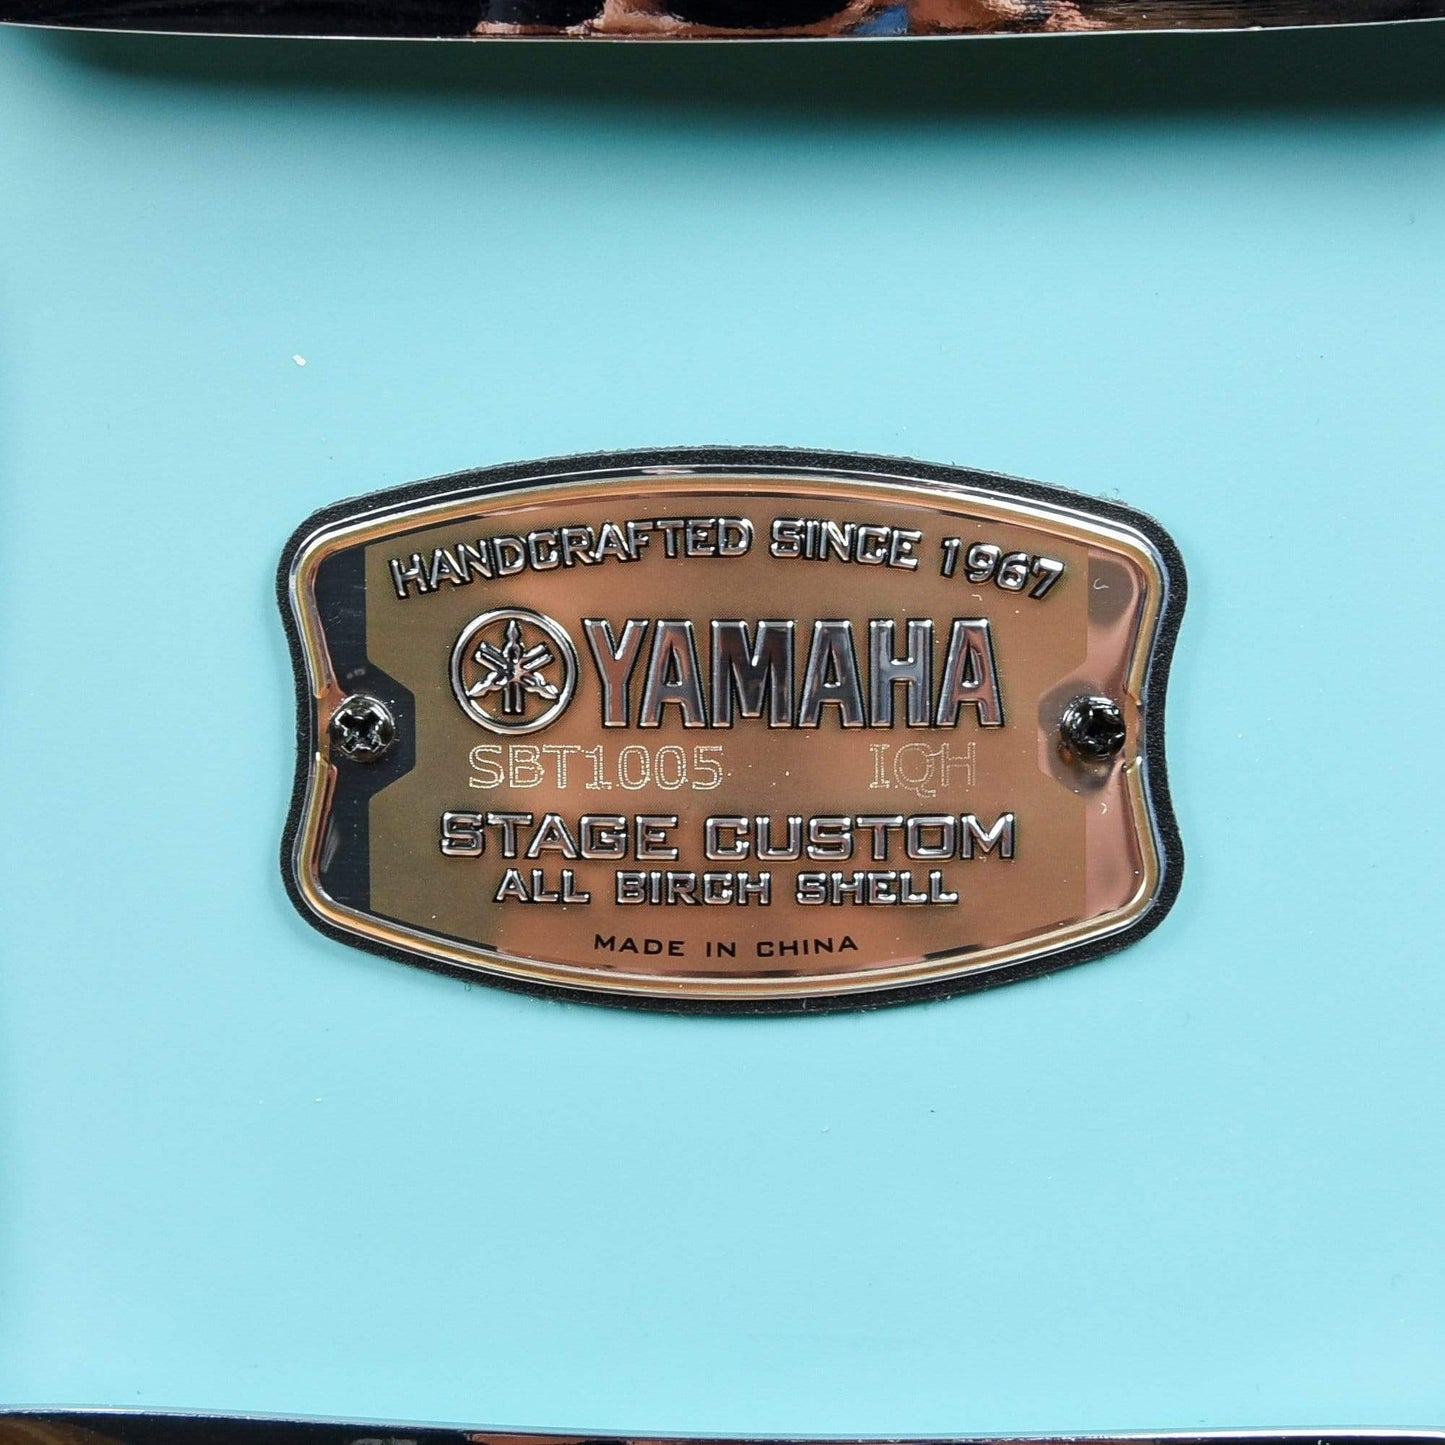 HANDCRAFTED SINCE 1967
YAMAHA
SBT1005 IQH
STAGE CUSTOM
ALL BIRCH SHELL
MADE IN CHINA